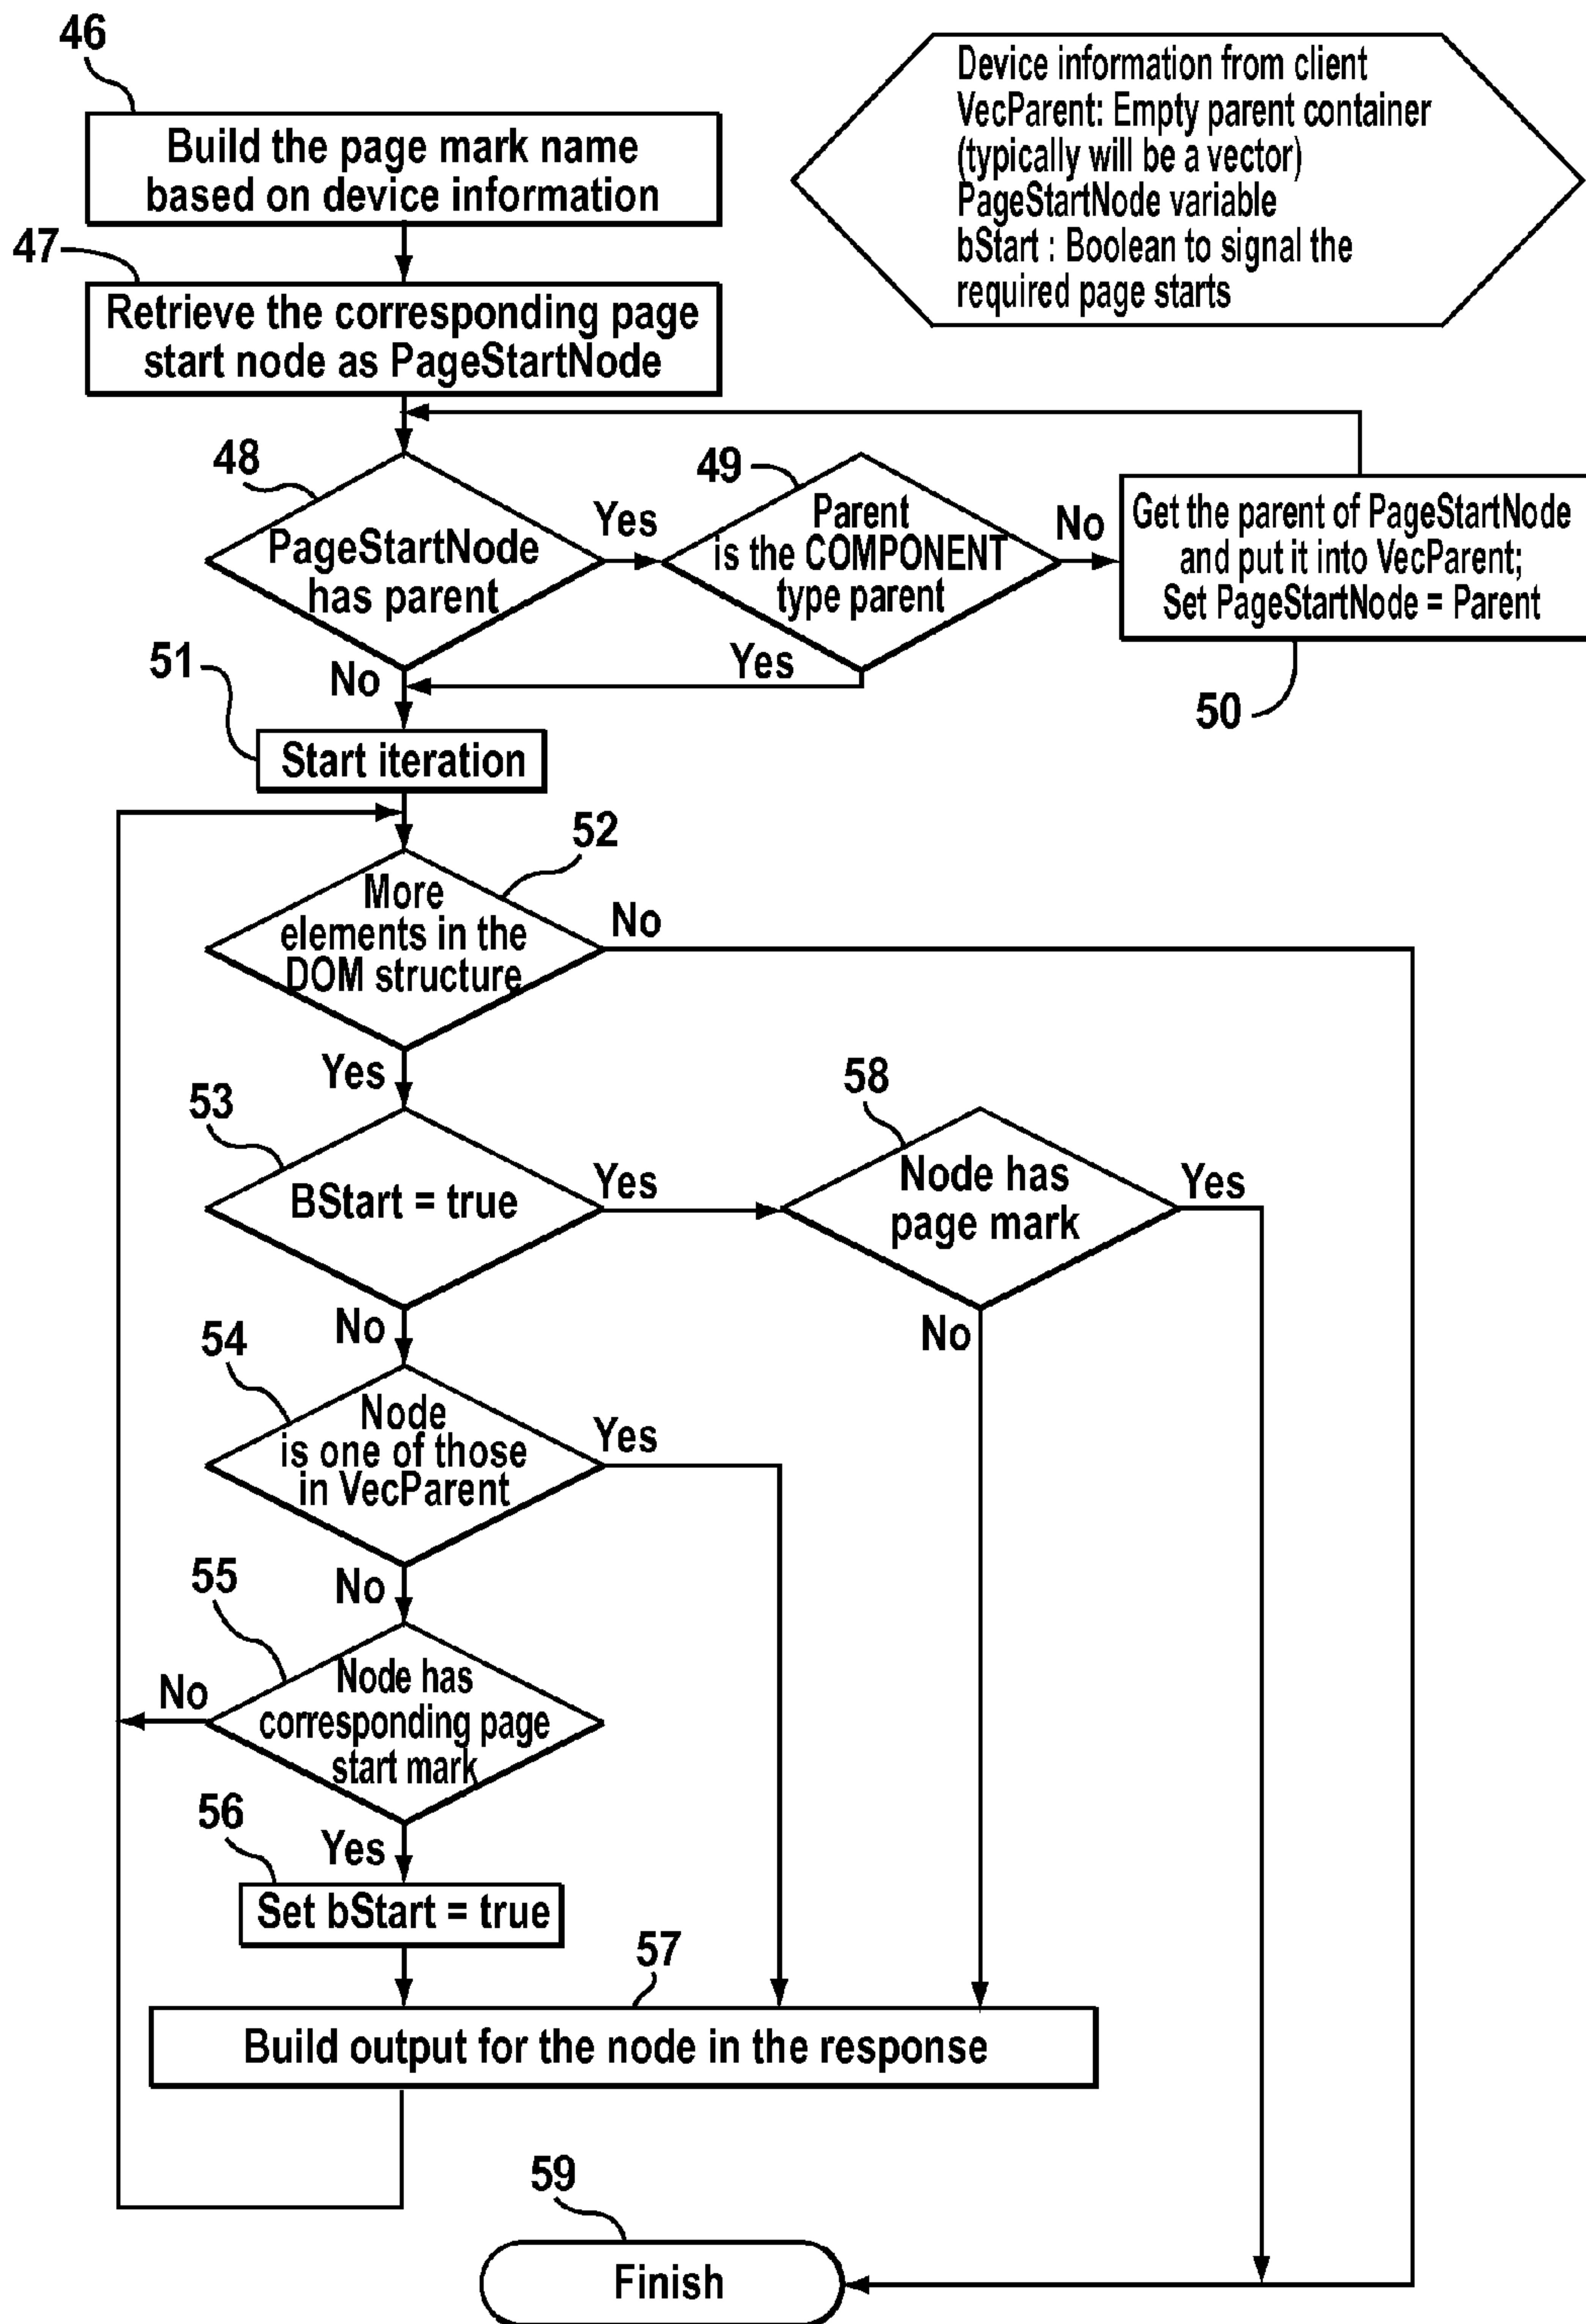 46
Build the page mark name
based on device information
Device information from client
VecParent: Empty parent container
(typically will be a vector)
PageStartNode variable
bStart : Boolean to signal the
required page starts
47
Retrieve the corresponding page
start node as PageStartNode
48
PageStartNode
has parent
Yes
No
49
Parent
is the COMPONENT
type parent
No
Yes
Get the parent of PageStartNode
and put it into VecParent;
Set PageStartNode = Parent
50
51
Start iteration
52
More
elements in the
DOM structure
No
Yes
53
BStart = true
Yes
No
58
Node has
page mark
Yes
No
54
Node
is one of those
in VecParent
Yes
No
55
Node has
corresponding page
start mark
No
Yes
56
Set bStart = true
57
Build output for the node in the response
59
Finish